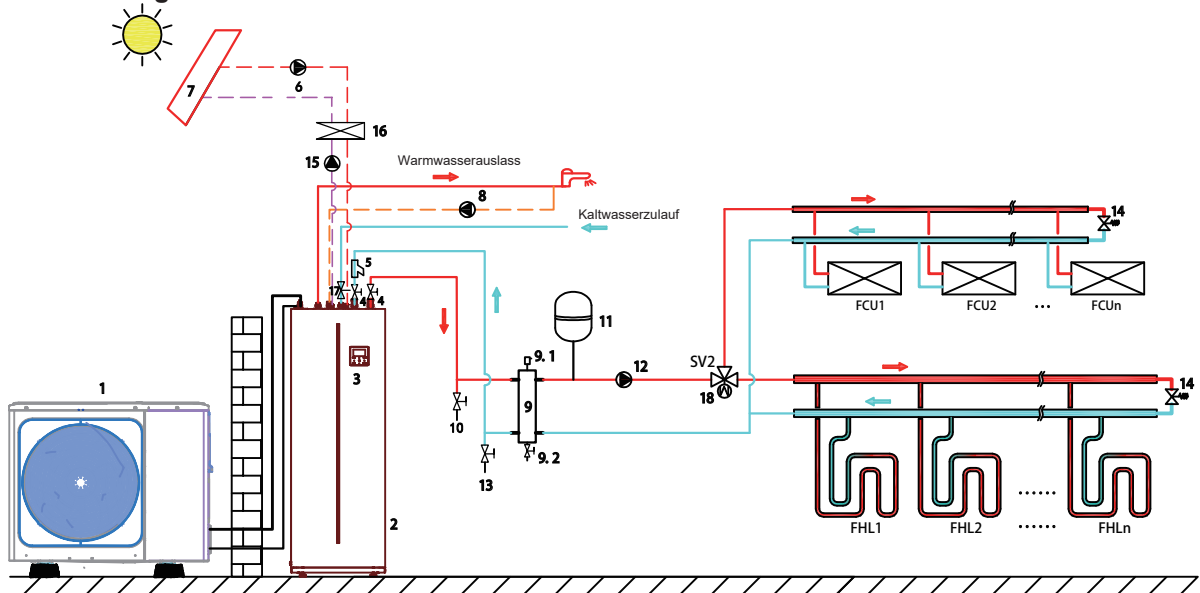 7
6
16
15
Warmwasserauslass
8
Kaltwasserzulauf
14
5
17
4
4
FCU1
FCU2
...
FCUn
11
9. 1
SV2
12
3
18
14
1
9
10
9. 2
13
2
FHL1
FHL2
......
......
FHLn